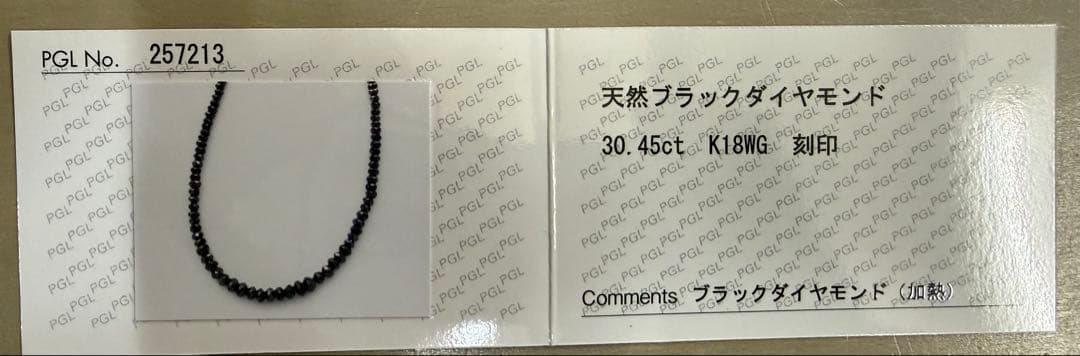 PGL No. 257213
天然ブラックダイヤモンド
30.45ct K18WG 刻印
Comments ブラックダイヤモンド（加熱）